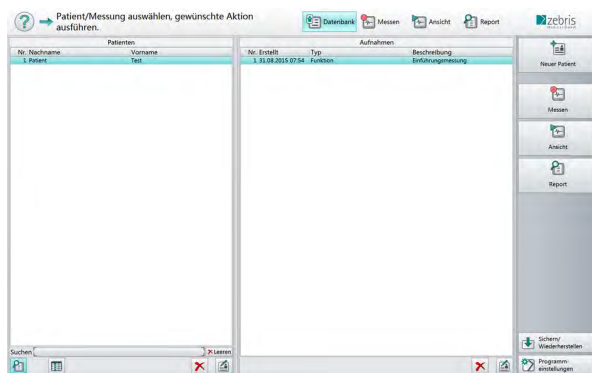 Patient/Messung auswählen, gewünschte Aktion
ausführen.
Datenbank
Messen
Ansicht
Report
zebris
Patienten
Nr. Nachname Vorname
1 Patient Test
Aufnahmen
Nr. Erstellt Typ Beschreibung
1 31.08.2015 07:54 Funktion Einführungsmessung
Neuer Patient
Messen
Ansicht
Report
Suchen
Leeren
Sichern/
Wiederherstellen
Programm-
einstellungen